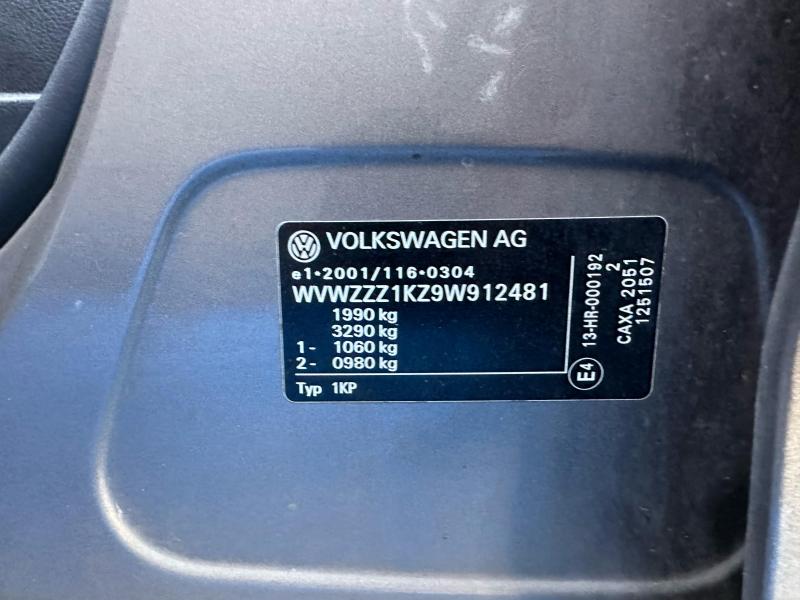 VOLKSWAGEN AG
e1•2001/116•0304
WVWZZZ1KZ9W912481
1990 kg
3290 kg
1 - 1060 kg
2 - 0980 kg
Typ 1KP
E4
13-HR-000192
2
CAXA 2051
1251507